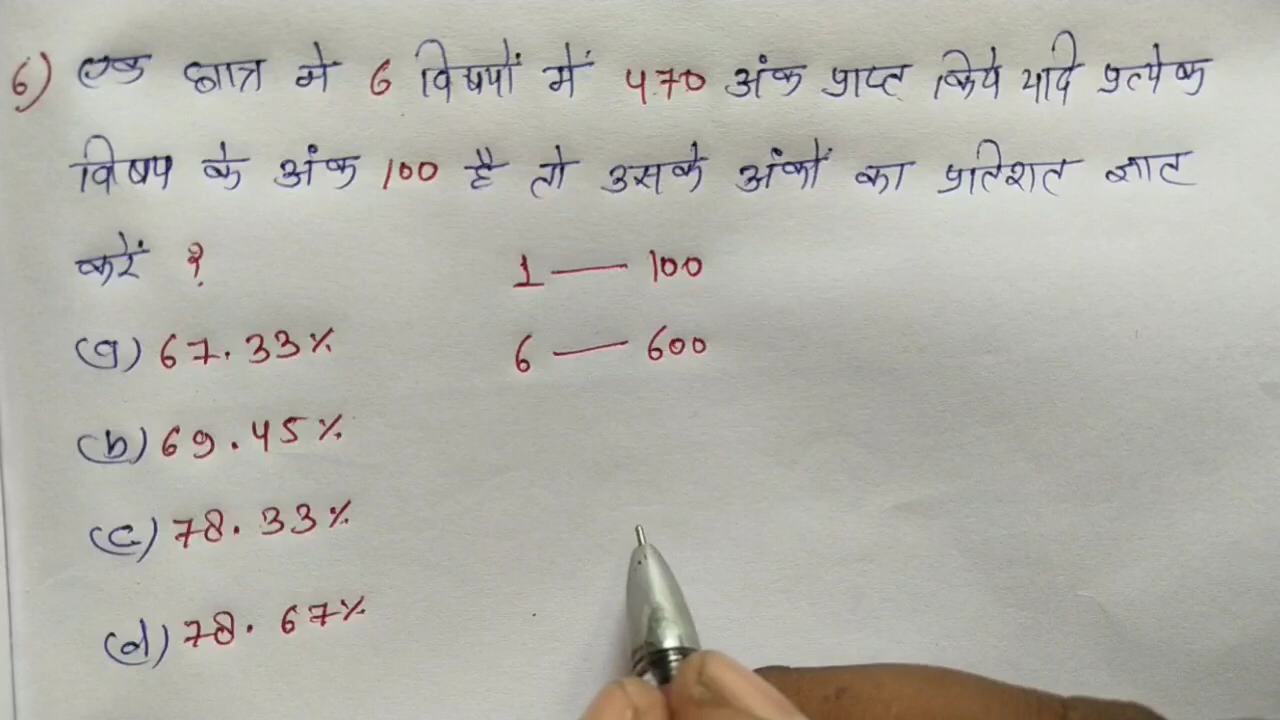 6) एक छात्र ने 6 विषयों में 470 अंक प्राप्त किये यदि प्रत्येक
विषय के अंक 100 है तो उसके अंकों का प्रतिशत ज्ञात
करें ?
1 — 100
(a) 67.33%
6 — 600
(b) 69.45%
(c) 78.33%
(d) 78.67%